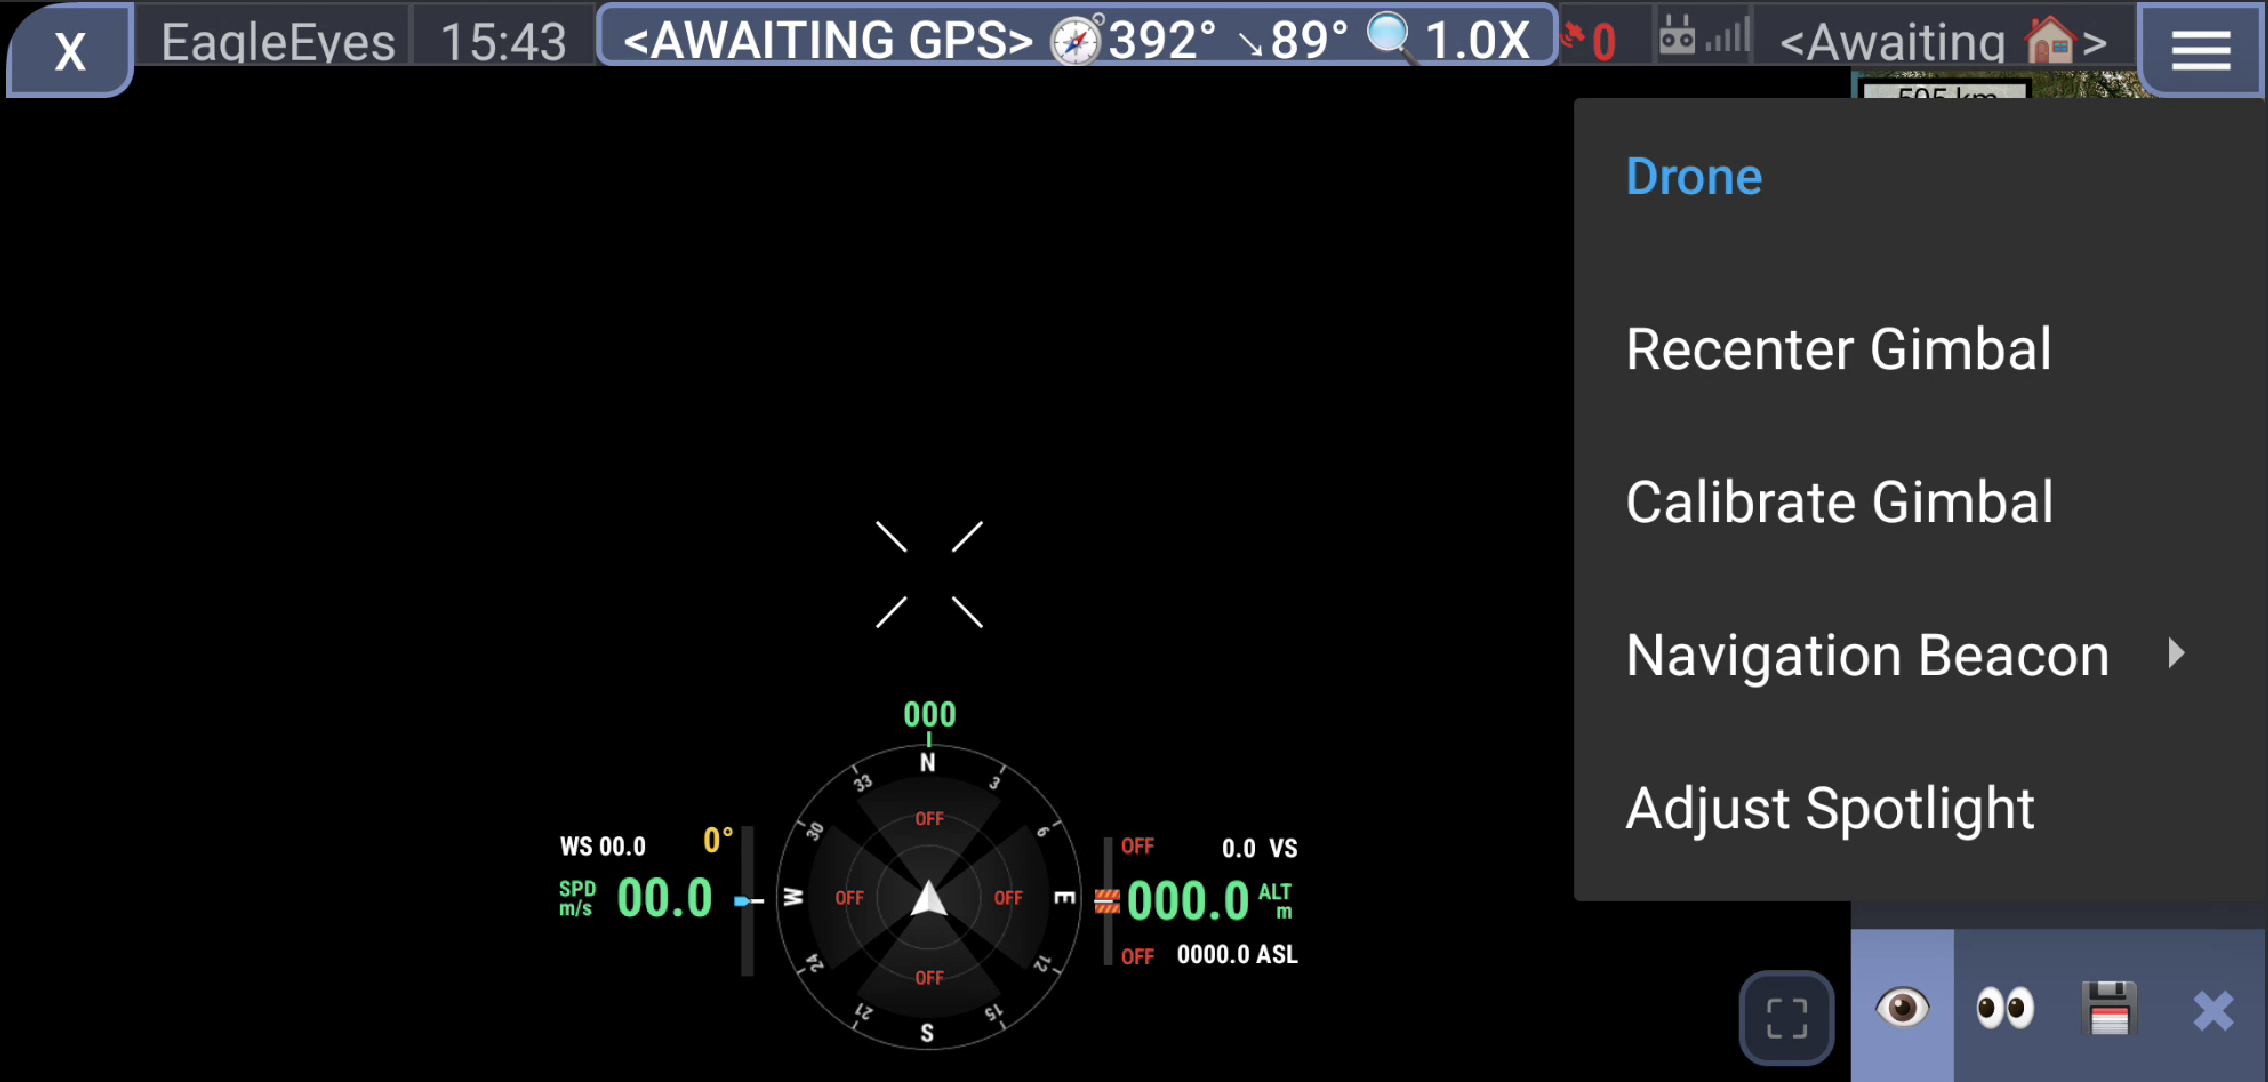 X
EagleEyes
15:43
<AWAITING GPS> 392° ↘89° 1.0X
0
<Awaiting >
505 km
Drone
Recenter Gimbal
Calibrate Gimbal
Navigation Beacon
Adjust Spotlight
000
N
33
3
30
6
OFF
W
OFF
OFF
E
24
12
OFF
21
15
S
WS 00.0
0°
SPD
m/s
00.0
OFF
0.0 VS
000.0
ALT
m
OFF
0000.0 ASL